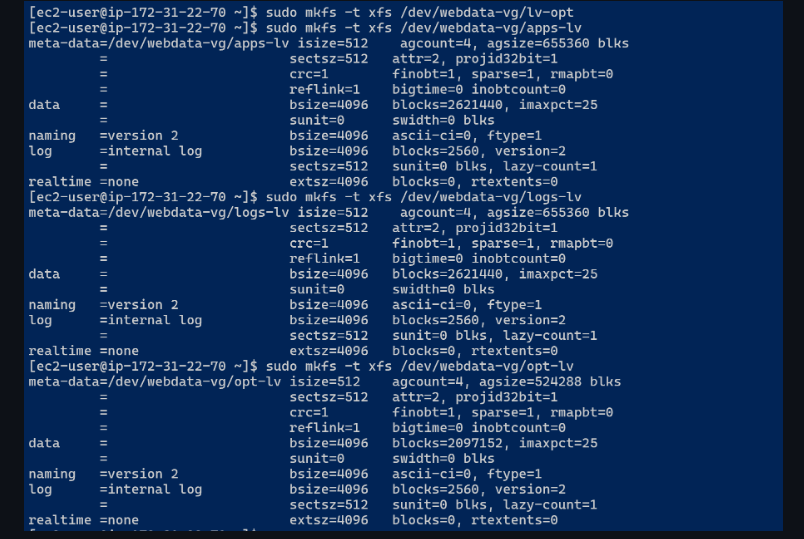 [ec2-user@ip-172-31-22-70 ~]$ sudo mkfs -t xfs /dev/webdata-vg/lv-opt
[ec2-user@ip-172-31-22-70 ~]$ sudo mkfs -t xfs /dev/webdata-vg/apps-lv
meta-data=/dev/webdata-vg/apps-lv isize=512    agcount=4, agsize=655360 blks
         =                       sectsz=512   attr=2, projid32bit=1
         =                       crc=1        finobt=1, sparse=1, rmapbt=0
         =                       reflink=1    bigtime=0 inobtcount=0
data     =                       bsize=4096   blocks=2621440, imaxpct=25
         =                       sunit=0      swidth=0 blks
naming   =version 2              bsize=4096   ascii-ci=0, ftype=1
log      =internal log           bsize=4096   blocks=2560, version=2
         =                       sectsz=512   sunit=0 blks, lazy-count=1
realtime =none                   extsz=4096   blocks=0, rtextents=0
[ec2-user@ip-172-31-22-70 ~]$ sudo mkfs -t xfs /dev/webdata-vg/logs-lv
meta-data=/dev/webdata-vg/logs-lv isize=512    agcount=4, agsize=655360 blks
         =                       sectsz=512   attr=2, projid32bit=1
         =                       crc=1        finobt=1, sparse=1, rmapbt=0
         =                       reflink=1    bigtime=0 inobtcount=0
data     =                       bsize=4096   blocks=2621440, imaxpct=25
         =                       sunit=0      swidth=0 blks
naming   =version 2              bsize=4096   ascii-ci=0, ftype=1
log      =internal log           bsize=4096   blocks=2560, version=2
         =                       sectsz=512   sunit=0 blks, lazy-count=1
realtime =none                   extsz=4096   blocks=0, rtextents=0
[ec2-user@ip-172-31-22-70 ~]$ sudo mkfs -t xfs /dev/webdata-vg/opt-lv
meta-data=/dev/webdata-vg/opt-lv isize=512    agcount=4, agsize=524288 blks
         =                       sectsz=512   attr=2, projid32bit=1
         =                       crc=1        finobt=1, sparse=1, rmapbt=0
         =                       reflink=1    bigtime=0 inobtcount=0
data     =                       bsize=4096   blocks=2097152, imaxpct=25
         =                       sunit=0      swidth=0 blks
naming   =version 2              bsize=4096   ascii-ci=0, ftype=1
log      =internal log           bsize=4096   blocks=2560, version=2
         =                       sectsz=512   sunit=0 blks, lazy-count=1
realtime =none                   extsz=4096   blocks=0, rtextents=0